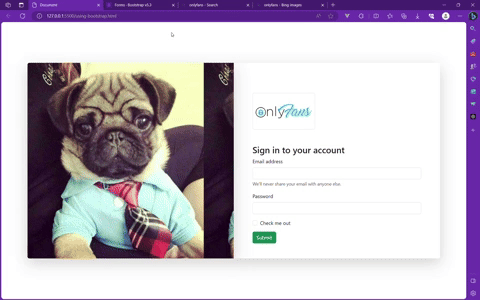 Document
Forms · Bootstrap v5.3
onlyfans - Search
onlyfans - Bing images
127.0.0.1:5500/using-bootstrap.html
OnlyFans
Sign in to your account
Email address
We'll never share your email with anyone else.
Password
Check me out
Submit